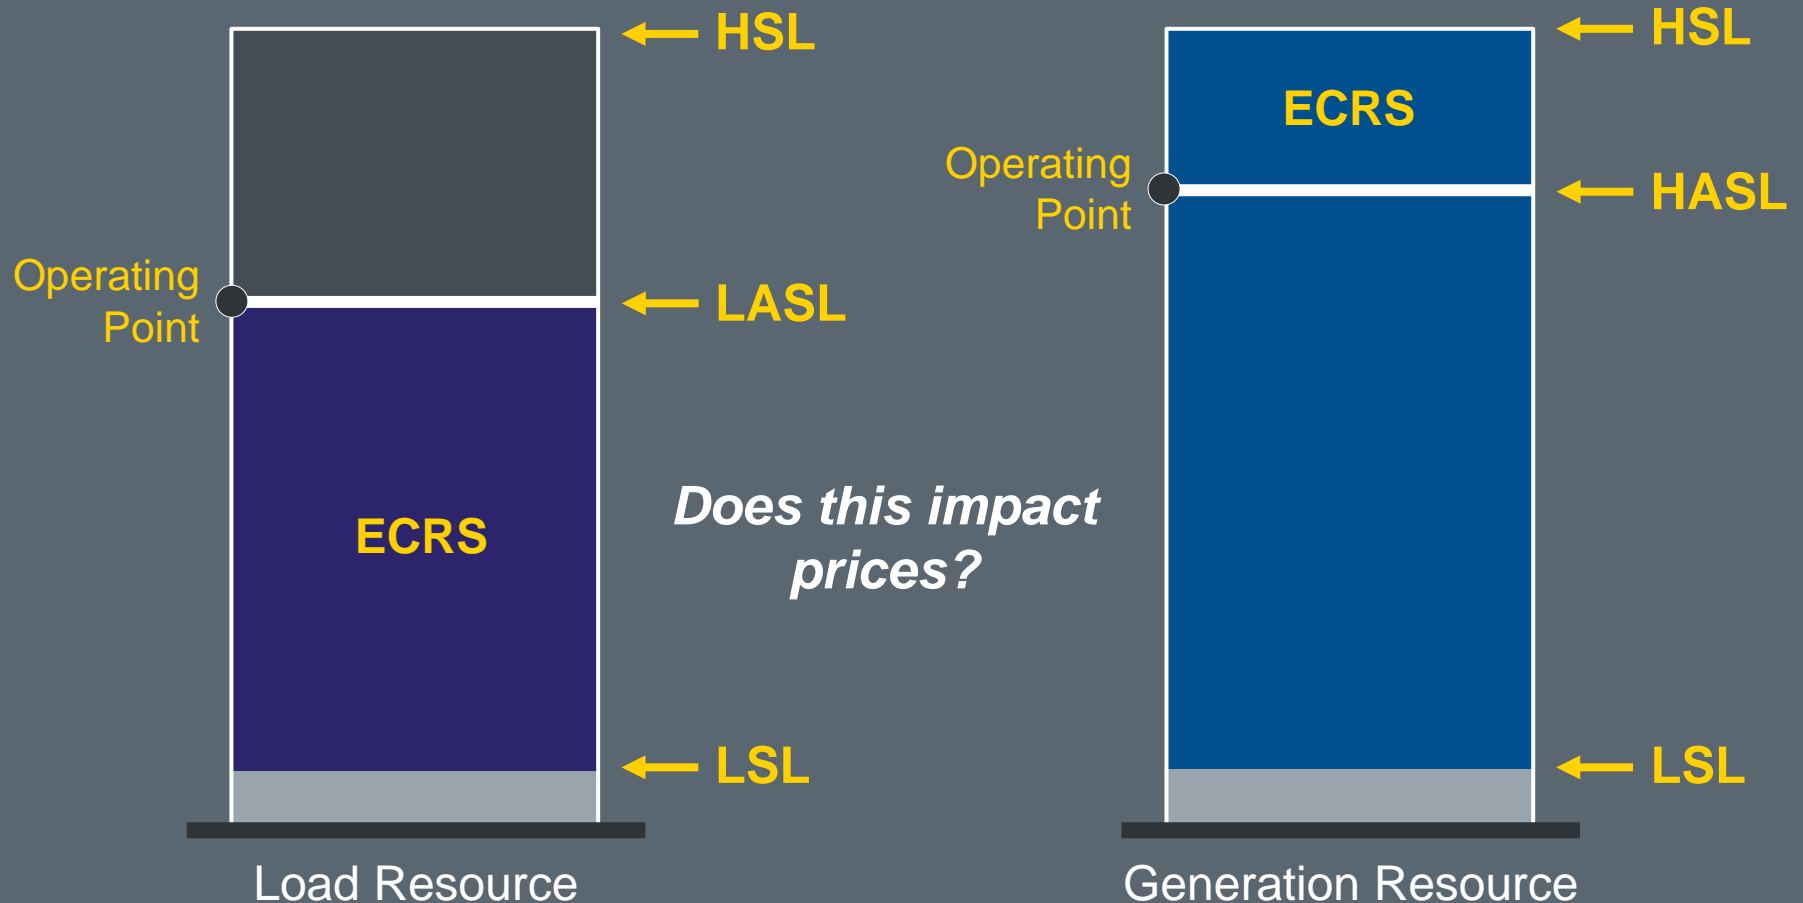 HSL
Operating
Point
LASL
ECRS
LSL
Load Resource
Does this impact
prices?
HSL
ECRS
Operating
Point
HASL
LSL
Generation Resource